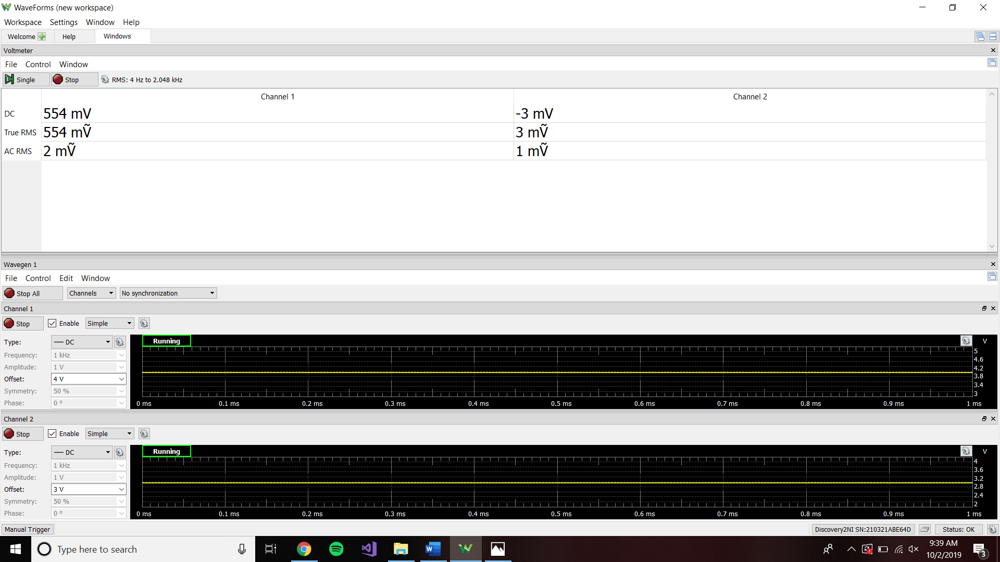 WaveForms (new workspace)
Workspace Settings Window Help
Welcome Help Windows
Voltmeter
File Control Window
Single Stop RMS: 4 Hz to 2.048 kHz
Channel 1 Channel 2
DC 554 mV -3 mV
True RMS 554 mṼ 3 mṼ
AC RMS 2 mṼ 1 mṼ
Wavegen 1
File Control Edit Window
Stop All Channels No synchronization
Channel 1
Stop Enable Simple
Type: DC
Running V
Frequency: 1 kHz
Amplitude: 1 V
Offset: 4 V
Symmetry: 50 %
Phase: 0 º
5
4.6
4.2
3.8
3.4
3
0 ms 0.1 ms 0.2 ms 0.3 ms 0.4 ms 0.5 ms 0.6 ms 0.7 ms 0.8 ms 0.9 ms 1 ms
Channel 2
Stop Enable Simple
Type: DC
Running V
Frequency: 1 kHz
Amplitude: 1 V
Offset: 3 V
Symmetry: 50 %
Phase: 0 º
4
3.6
3.2
2.8
2.4
2
0 ms 0.1 ms 0.2 ms 0.3 ms 0.4 ms 0.5 ms 0.6 ms 0.7 ms 0.8 ms 0.9 ms 1 ms
Manual Trigger Discovery2NI SN:210321ABE64D Status: OK
Type here to search
9:39 AM
10/2/2019
3